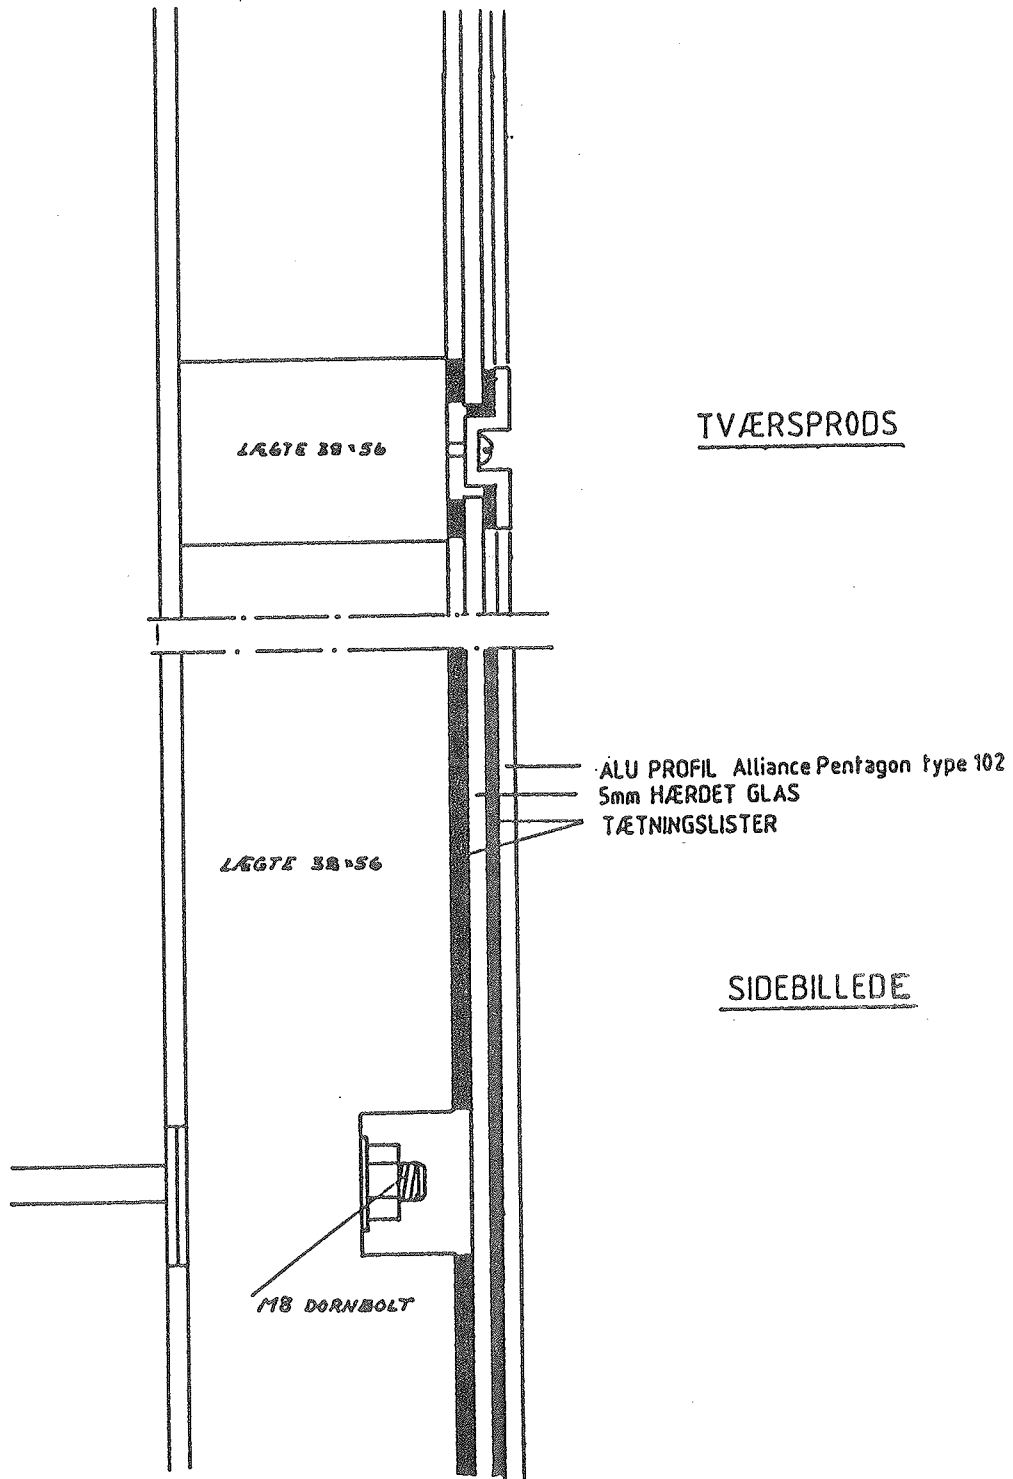 LÆGTE 38×56
TVÆRSPRODS
ALU PROFIL Alliance Pentagon type 102
5mm HÆRDET GLAS
TÆTNINGSLISTER
LÆGTE 38×56
SIDEBILLEDE
M8 DORNBOLT